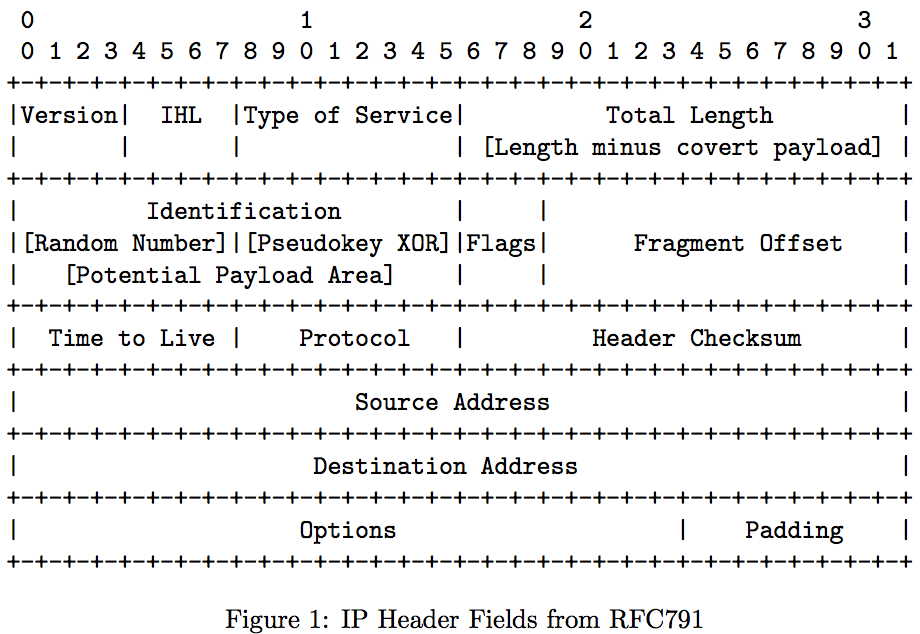 0                   1                   2                   3
 0 1 2 3 4 5 6 7 8 9 0 1 2 3 4 5 6 7 8 9 0 1 2 3 4 5 6 7 8 9 0 1
+-+-+-+-+-+-+-+-+-+-+-+-+-+-+-+-+-+-+-+-+-+-+-+-+-+-+-+-+-+-+-+-+
|Version|  IHL  |Type of Service|          Total Length         |
|       |       |               | [Length minus covert payload] |
+-+-+-+-+-+-+-+-+-+-+-+-+-+-+-+-+-+-+-+-+-+-+-+-+-+-+-+-+-+-+-+-+
|         Identification        |     |                         |
|[Random Number]|[Pseudokey XOR]|Flags|      Fragment Offset    |
|   [Potential Payload Area]    |     |                         |
+-+-+-+-+-+-+-+-+-+-+-+-+-+-+-+-+-+-+-+-+-+-+-+-+-+-+-+-+-+-+-+-+
|  Time to Live |    Protocol   |         Header Checksum       |
+-+-+-+-+-+-+-+-+-+-+-+-+-+-+-+-+-+-+-+-+-+-+-+-+-+-+-+-+-+-+-+-+
|                        Source Address                         |
+-+-+-+-+-+-+-+-+-+-+-+-+-+-+-+-+-+-+-+-+-+-+-+-+-+-+-+-+-+-+-+-+
|                     Destination Address                       |
+-+-+-+-+-+-+-+-+-+-+-+-+-+-+-+-+-+-+-+-+-+-+-+-+-+-+-+-+-+-+-+-+
|                    Options                    |    Padding    |
+-+-+-+-+-+-+-+-+-+-+-+-+-+-+-+-+-+-+-+-+-+-+-+-+-+-+-+-+-+-+-+-+
Figure 1: IP Header Fields from RFC791